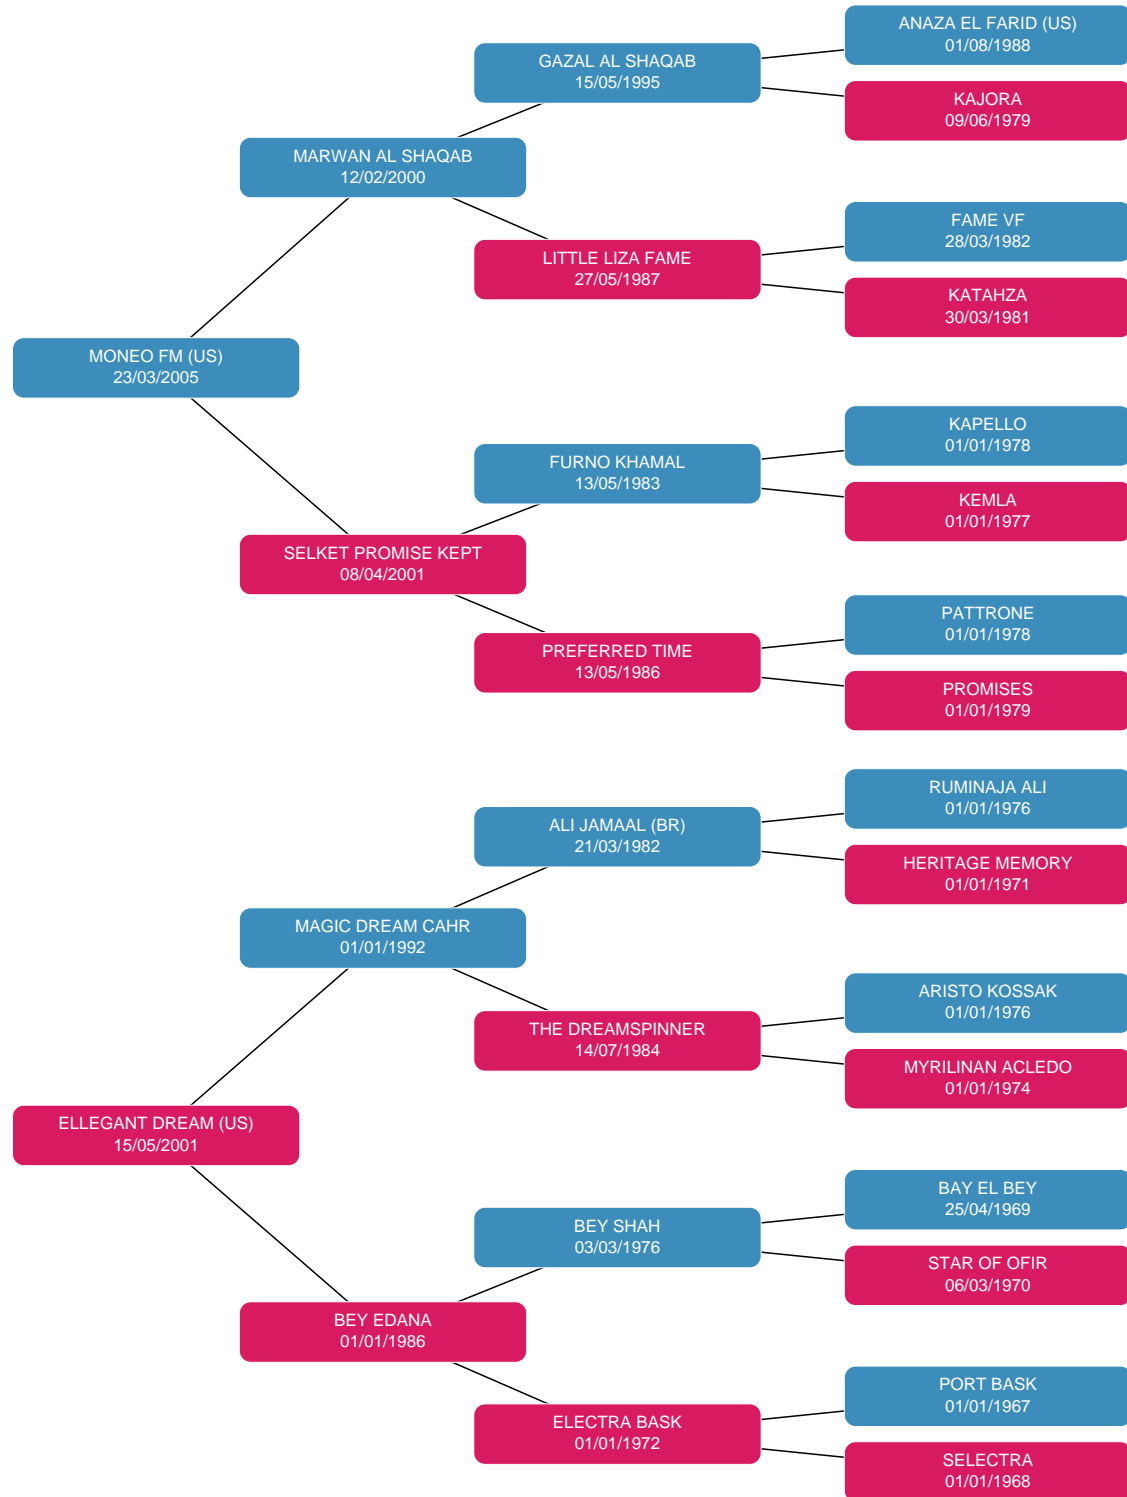 ANAZA EL FARID (US)
01/08/1988
GAZAL AL SHAQAB
15/05/1995
KAJORA
09/06/1979
MARWAN AL SHAQAB
12/02/2000
FAME VF
28/03/1982
LITTLE LIZA FAME
27/05/1987
KATAHZA
30/03/1981
MONEO FM (US)
23/03/2005
KAPELLO
01/01/1978
FURNO KHAMAL
13/05/1983
KEMLA
01/01/1977
SELKET PROMISE KEPT
08/04/2001
PATTRONE
01/01/1978
PREFERRED TIME
13/05/1986
PROMISES
01/01/1979
RUMINAJA ALI
01/01/1976
ALI JAMAAL (BR)
21/03/1982
HERITAGE MEMORY
01/01/1971
MAGIC DREAM CAHR
01/01/1992
ARISTO KOSSAK
01/01/1976
THE DREAMSPINNER
14/07/1984
MYRILINAN ACLEDO
01/01/1974
ELLEGANT DREAM (US)
15/05/2001
BAY EL BEY
25/04/1969
BEY SHAH
03/03/1976
STAR OF OFIR
06/03/1970
BEY EDANA
01/01/1986
PORT BASK
01/01/1967
ELECTRA BASK
01/01/1972
SELECTRA
01/01/1968